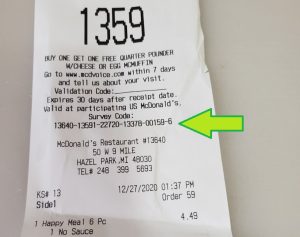 1359
BUY ONE GET ONE FREE QUARTER POUNDER
W/CHEESE OR EGG MCMUFFIN
Go to www.mcdvoice.com within 7 days
and tell us about your visit.
Validation Code:
Expires 30 days after receipt date.
Valid at participating US McDonald's.
Survey Code:
13640-13591-22720-13378-00159-6
McDonald's Restaurant #13640
50 W 9 MILE
HAZEL PARK,MI 48030
TEL# 248 399 5693
KS# 13 12/27/2020 01:37 PM
Side1 Order 59
1 Happy Meal 6 Pc 4.49
1 No Sauce